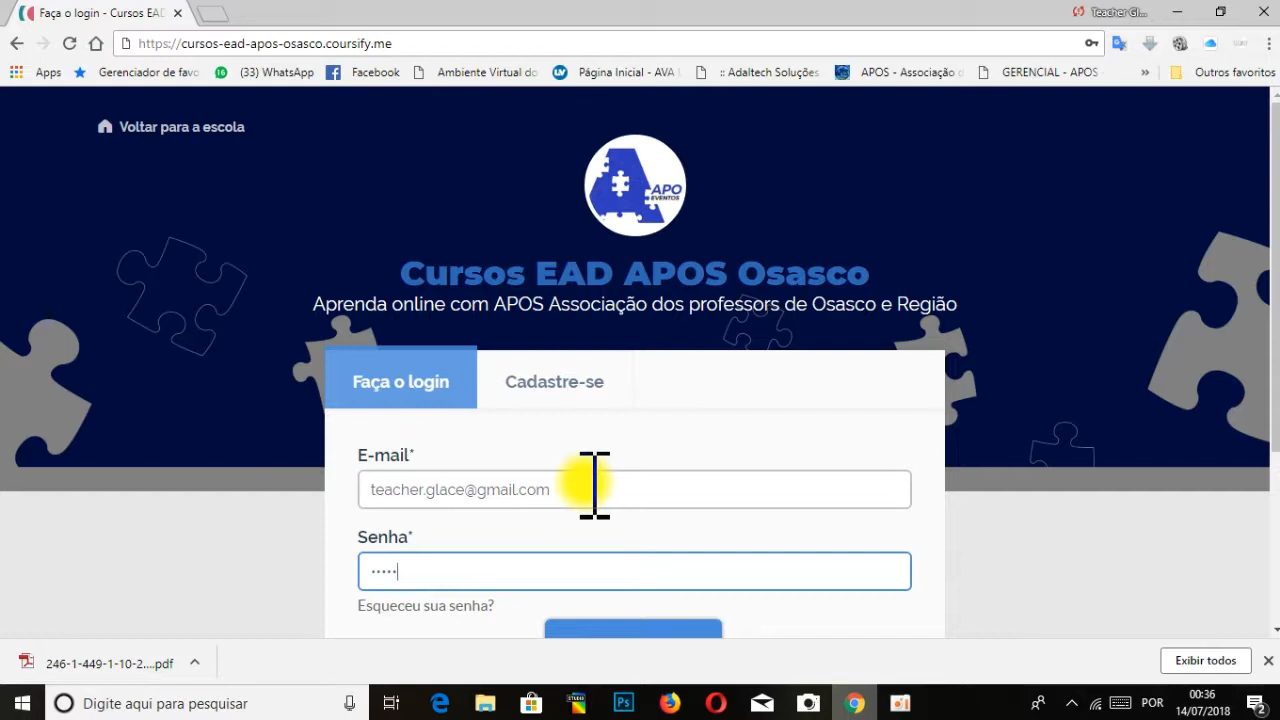 Faça o login - Cursos EAD
Teacher Gl...
https://cursos-ead-apos-osasco.coursify.me
Apps
Gerenciador de favo
(33) WhatsApp
Facebook
Ambiente Virtual do
Página Inicial - AVA
:: Adaltech Soluções
APOS - Associação
GERENCIAL - APOS
»
Outros favoritos
Voltar para a escola
APO
EVENTOS
Cursos EAD APOS Osasco
Aprenda online com APOS Associação dos professors de Osasco e Região
Faça o login
Cadastre-se
E-mail*
teacher.glace@gmail.com
Senha*
•••••
Esqueceu sua senha?
246-1-449-1-10-2....pdf
Exibir todos
Digite aqui para pesquisar
POR
00:36
14/07/2018